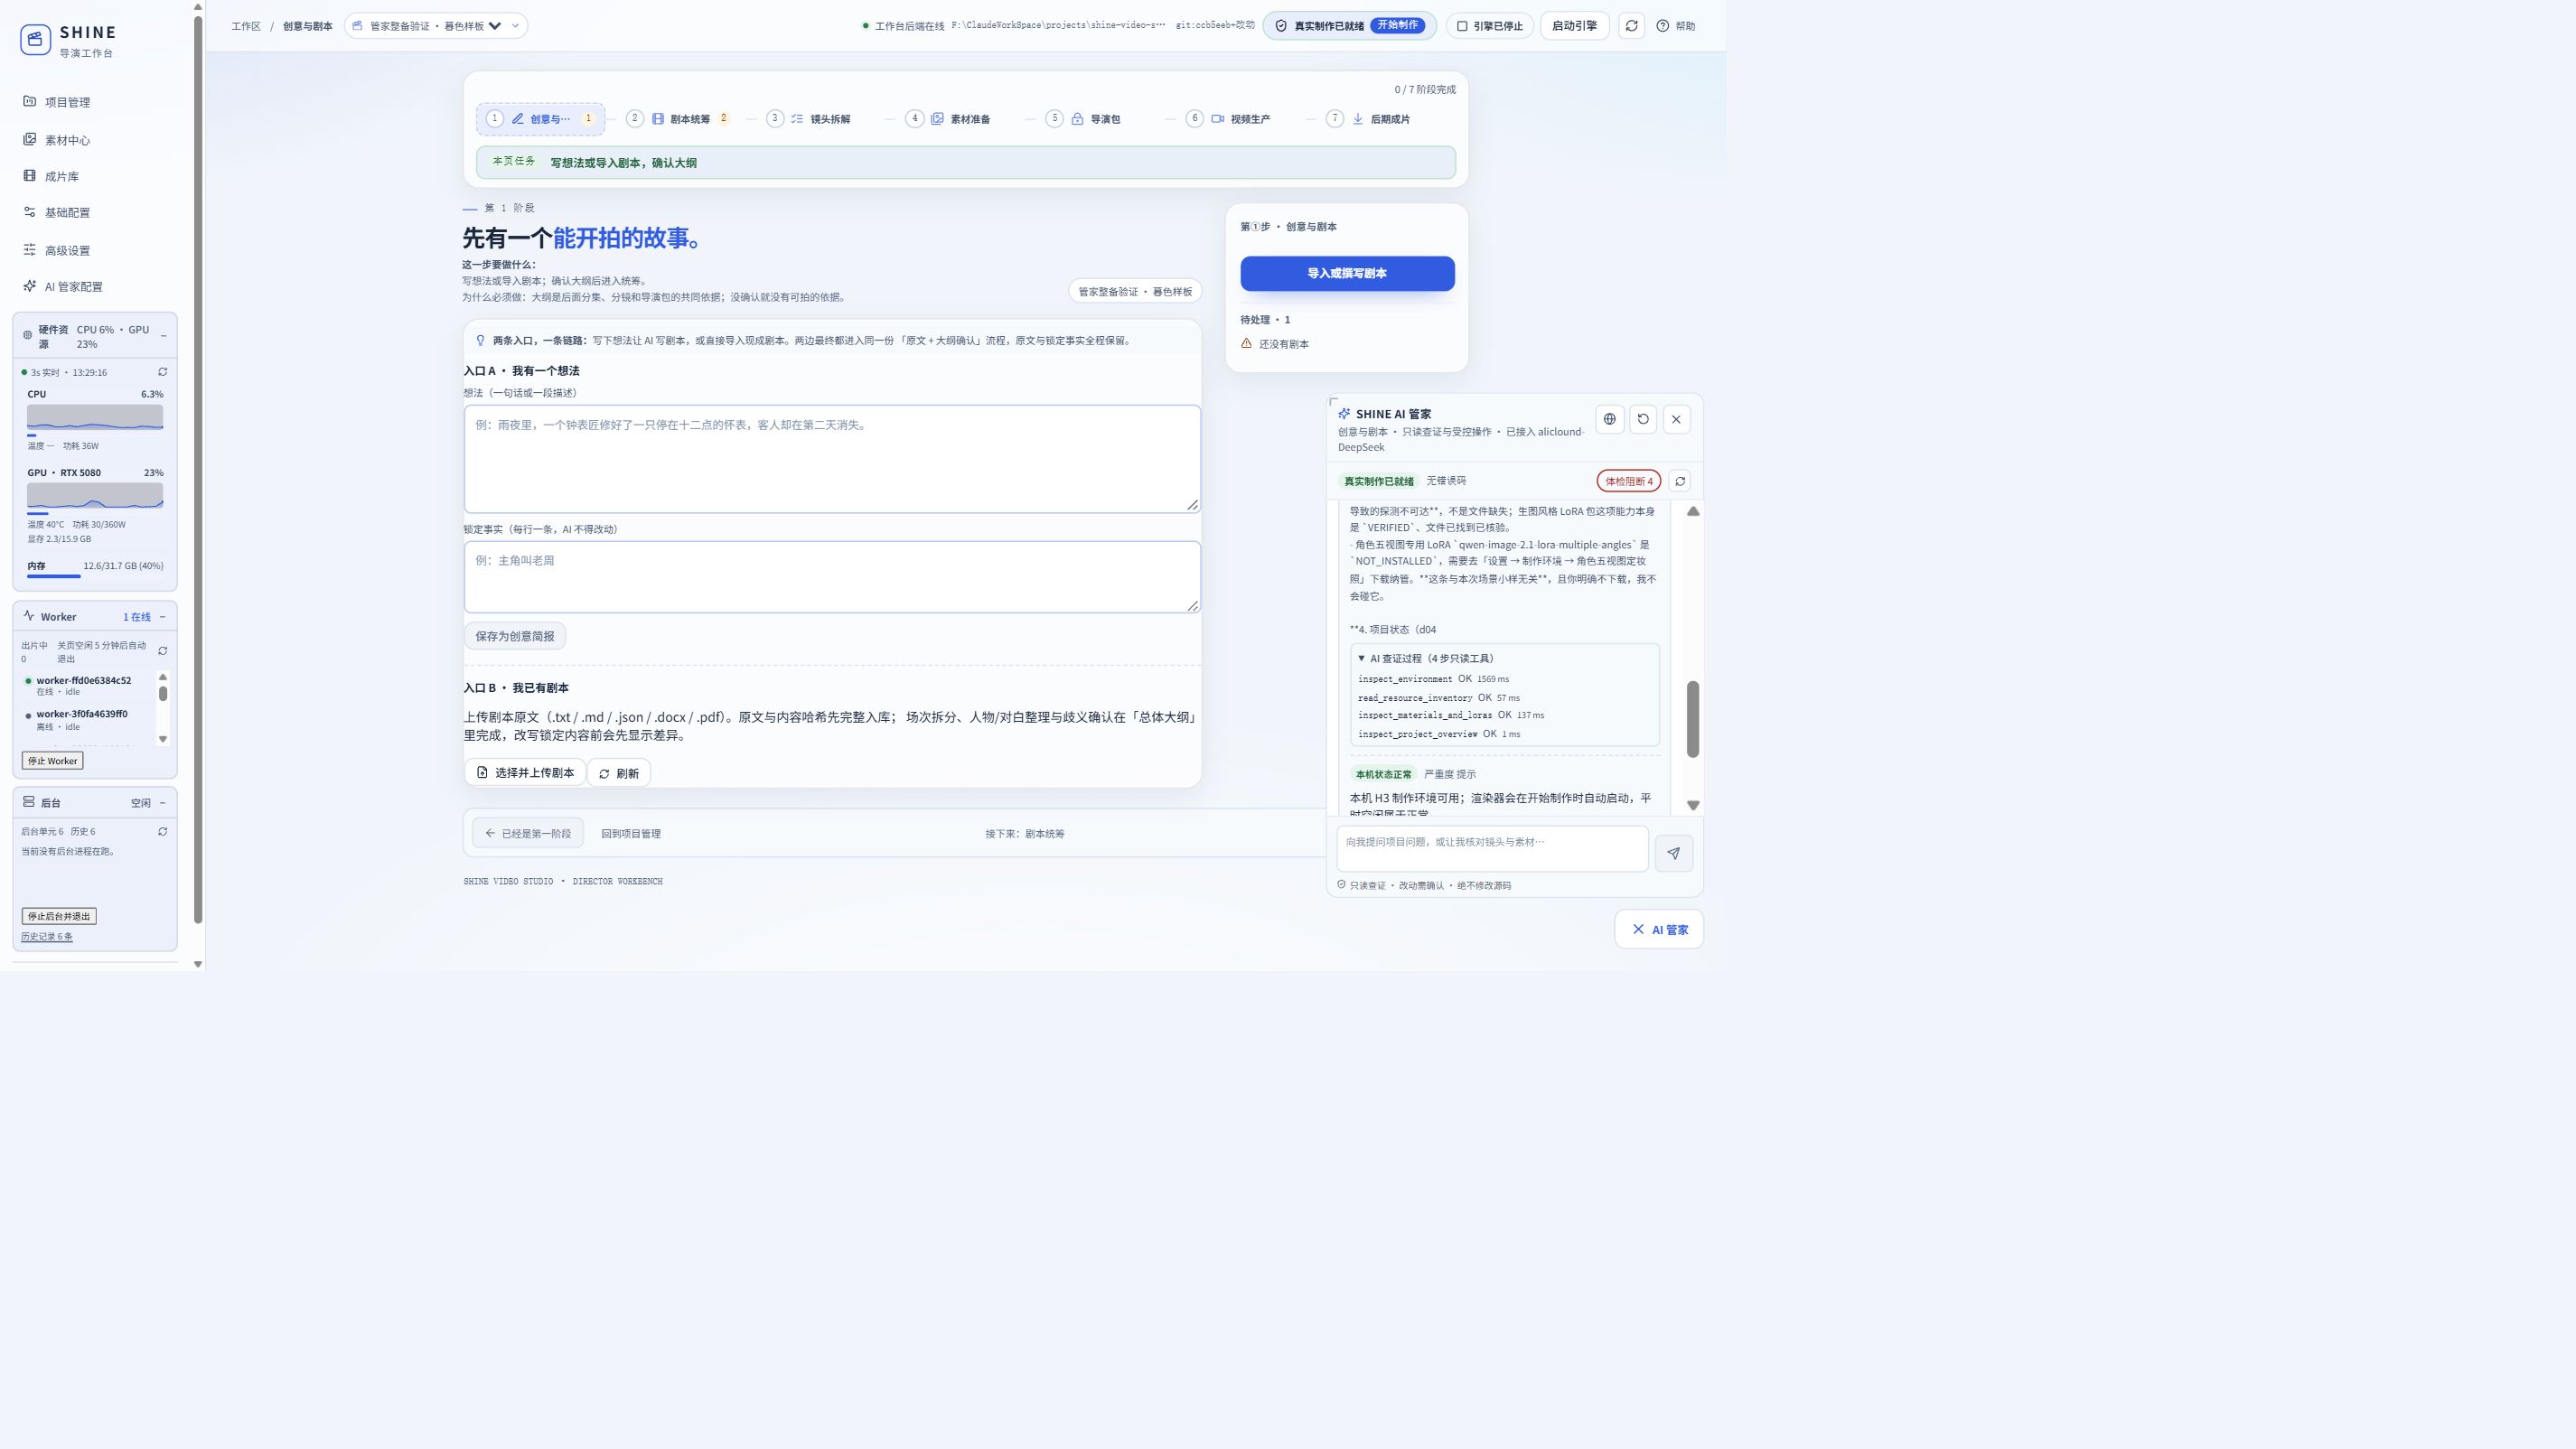 SHINE
导演工作台
项目管理
素材中心
成片库
基础配置
高级设置
AI 管家配置
硬件资源
CPU 6% · GPU 23%
3s 实时 · 13:29:16
CPU 6.3%
温度 — 功耗 36W
GPU · RTX 5080 23%
温度 40°C 功耗 30/360W
显存 2.3/15.9 GB
内存 12.6/31.7 GB (40%)
Worker 1 在线 −
出片中 0
关页空闲 5 分钟后自动退出
worker-ffd0e6384c52
在线 · idle
worker-3f0fa4639ff0
离线 · idle
停止 Worker
后台 空闲 −
后台单元 6 历史 6
当前没有后台进程在跑。
停止后台并退出
历史记录 6 条
工作区 / 创意与剧本
管家整备验证 · 暮色样板
工作台后端在线 F:\ClaudeWorkSpace\projects\shine-video-s… git:ccb5eeb+改动
真实制作已就绪 开始制作
引擎已停止
启动引擎
帮助
0 / 7 阶段完成
1 创意与… 1
2 剧本统筹 2
3 镜头拆解
4 素材准备
5 导演包
6 视频生产
7 后期成片
本页任务 写想法或导入剧本，确认大纲
第 1 阶段
先有一个能开拍的故事。
这一步要做什么：
写想法或导入剧本；确认大纲后进入统筹。
为什么必须做：大纲是后面分集、分镜和导演包的共同依据；没确认就没有可拍的依据。
管家整备验证 · 暮色样板
两条入口，一条链路：写下想法让 AI 写剧本，或直接导入现成剧本。两边最终都进入同一份 「原文 + 大纲确认」流程，原文与锁定事实全程保留。
入口 A · 我有一个想法
想法（一句话或一段描述）
例：雨夜里，一个钟表匠修好了一只停在十二点的怀表，客人却在第二天消失。
锁定事实（每行一条，AI 不得改动）
例：主角叫老周
保存为创意简报
入口 B · 我已有剧本
上传剧本原文（.txt / .md / .json / .docx / .pdf）。原文与内容哈希先完整入库； 场次拆分、人物/对白整理与歧义确认在「总体大纲」
里完成，改写锁定内容前会先显示差异。
选择并上传剧本
刷新
已经是第一阶段
回到项目管理
接下来：剧本统筹
SHINE VIDEO STUDIO · DIRECTOR WORKBENCH
第①步 · 创意与剧本
导入或撰写剧本
待处理 · 1
还没有剧本
SHINE AI 管家
创意与剧本 · 只读查证与受控操作 · 已接入 aliclound-
DeepSeek
真实制作已就绪 无错误码
体检阻断 4
导致的探测不可达**，不是文件缺失；生图风格 LoRA 包这项能力本身
是 `VERIFIED`、文件已找到已核验。
- 角色五视图专用 LoRA `qwen-image-2.1-lora-multiple-angles` 是
`NOT_INSTALLED`，需要去「设置 → 制作环境 → 角色五视图定妆
照」下载纳管。**这条与本次场景小样无关**，且你明确不下载，我不
会碰它。
**4. 项目状态（d04
▼ AI 查证过程（4 步只读工具）
inspect_environment OK 1569 ms
read_resource_inventory OK 57 ms
inspect_materials_and_loras OK 137 ms
inspect_project_overview OK 1 ms
本机状态正常 严重度 提示
本机 H3 制作环境可用；渲染器会在开始制作时自动启动，平
时空闲属于正常
向我提问项目问题，或让我核对镜头与素材…
只读查证 · 改动需确认 · 绝不修改源码
AI 管家